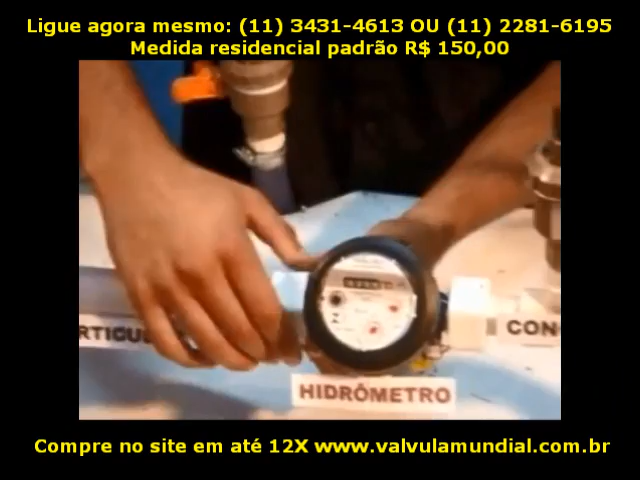 Ligue agora mesmo: (11) 3431-4613 OU (11) 2281-6195
Medida residencial padrão R$ 150,00
RTICU
CON
HIDRÔMETRO
Compre no site em até 12X www.valvulamundial.com.br